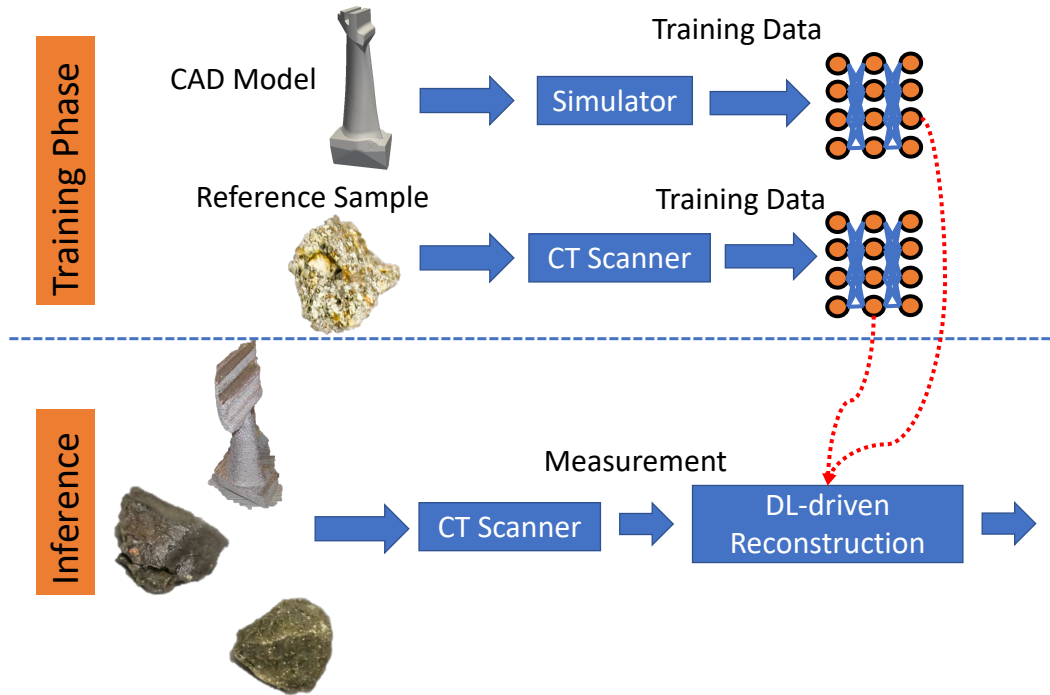 Training Phase
CAD Model
Simulator
Training Data
Reference Sample
CT Scanner
Training Data
Inference
CT Scanner
Measurement
DL-driven
Reconstruction